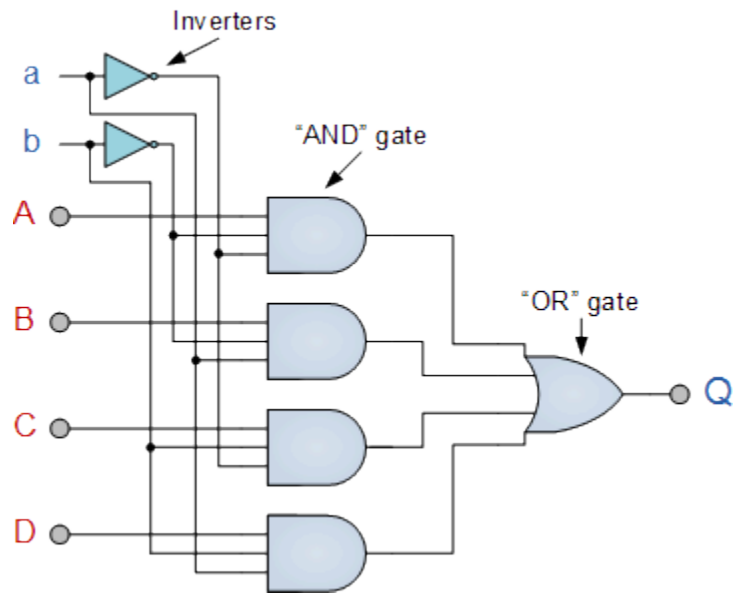 Inverters
a
b
“AND” gate
A
B
“OR” gate
Q
C
D